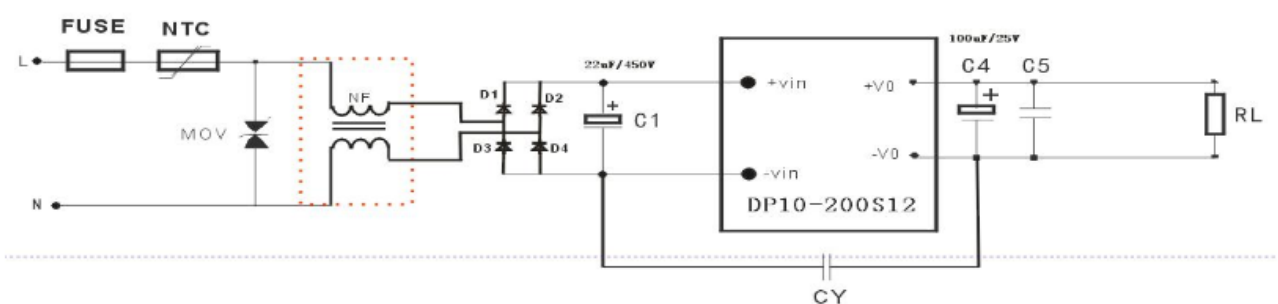 FUSE
NTC
L
MOV
NF
N
D1
D2
D3
D4
22uF/450V
C1
+vin
-vin
+V0
-V0
DP10-200S12
100uF/25V
C4
C5
RL
CY